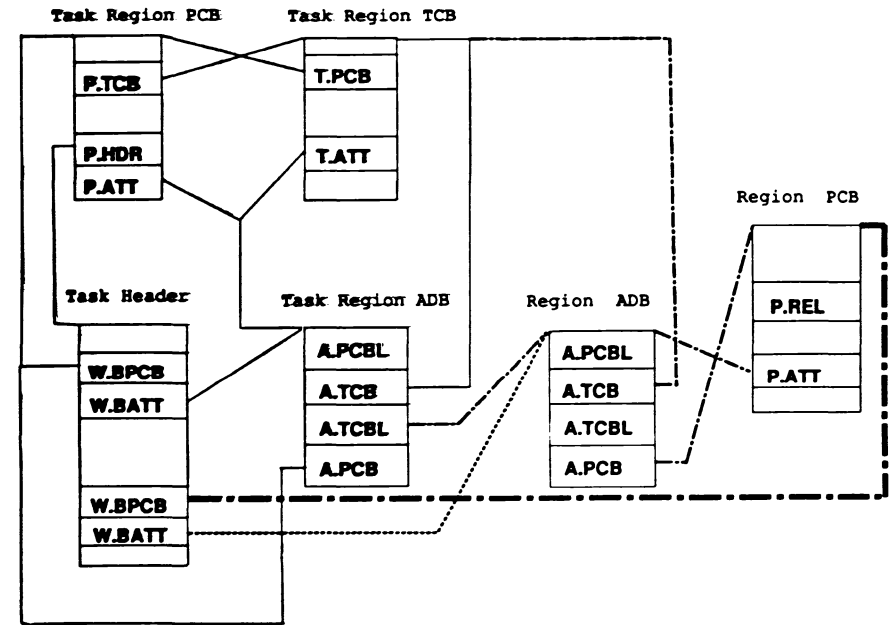 Task Region PCB
Task Region TCB
P.TCB
P.HDR
P.ATT
T.PCB
T.ATT
Region PCB
P.REL
P.ATT
Task Header
W.BPCB
W.BATT
W.BPCB
W.BATT
Task Region ADB
A.PCBL
A.TCB
A.TCBL
A.PCB
Region ADB
A.PCBL
A.TCB
A.TCBL
A.PCB